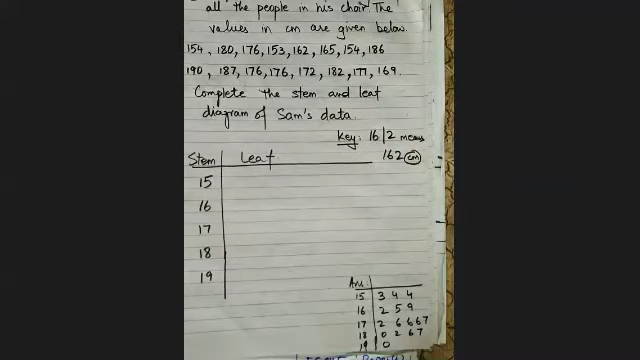 all the people in his choir. The
values in cm are given below.
154, 180, 176, 153, 162, 165, 154, 186
190, 187, 176, 176, 172, 182, 177, 169.
Complete the stem and leaf
diagram of Sam's data.
Key: 16|2 means
162 cm
Stem Leaf
15
16
17
18
19
Ans:
15 3 4 4
16 2 5 9
17 2 6 6 6 7
18 0 2 6 7
19 0